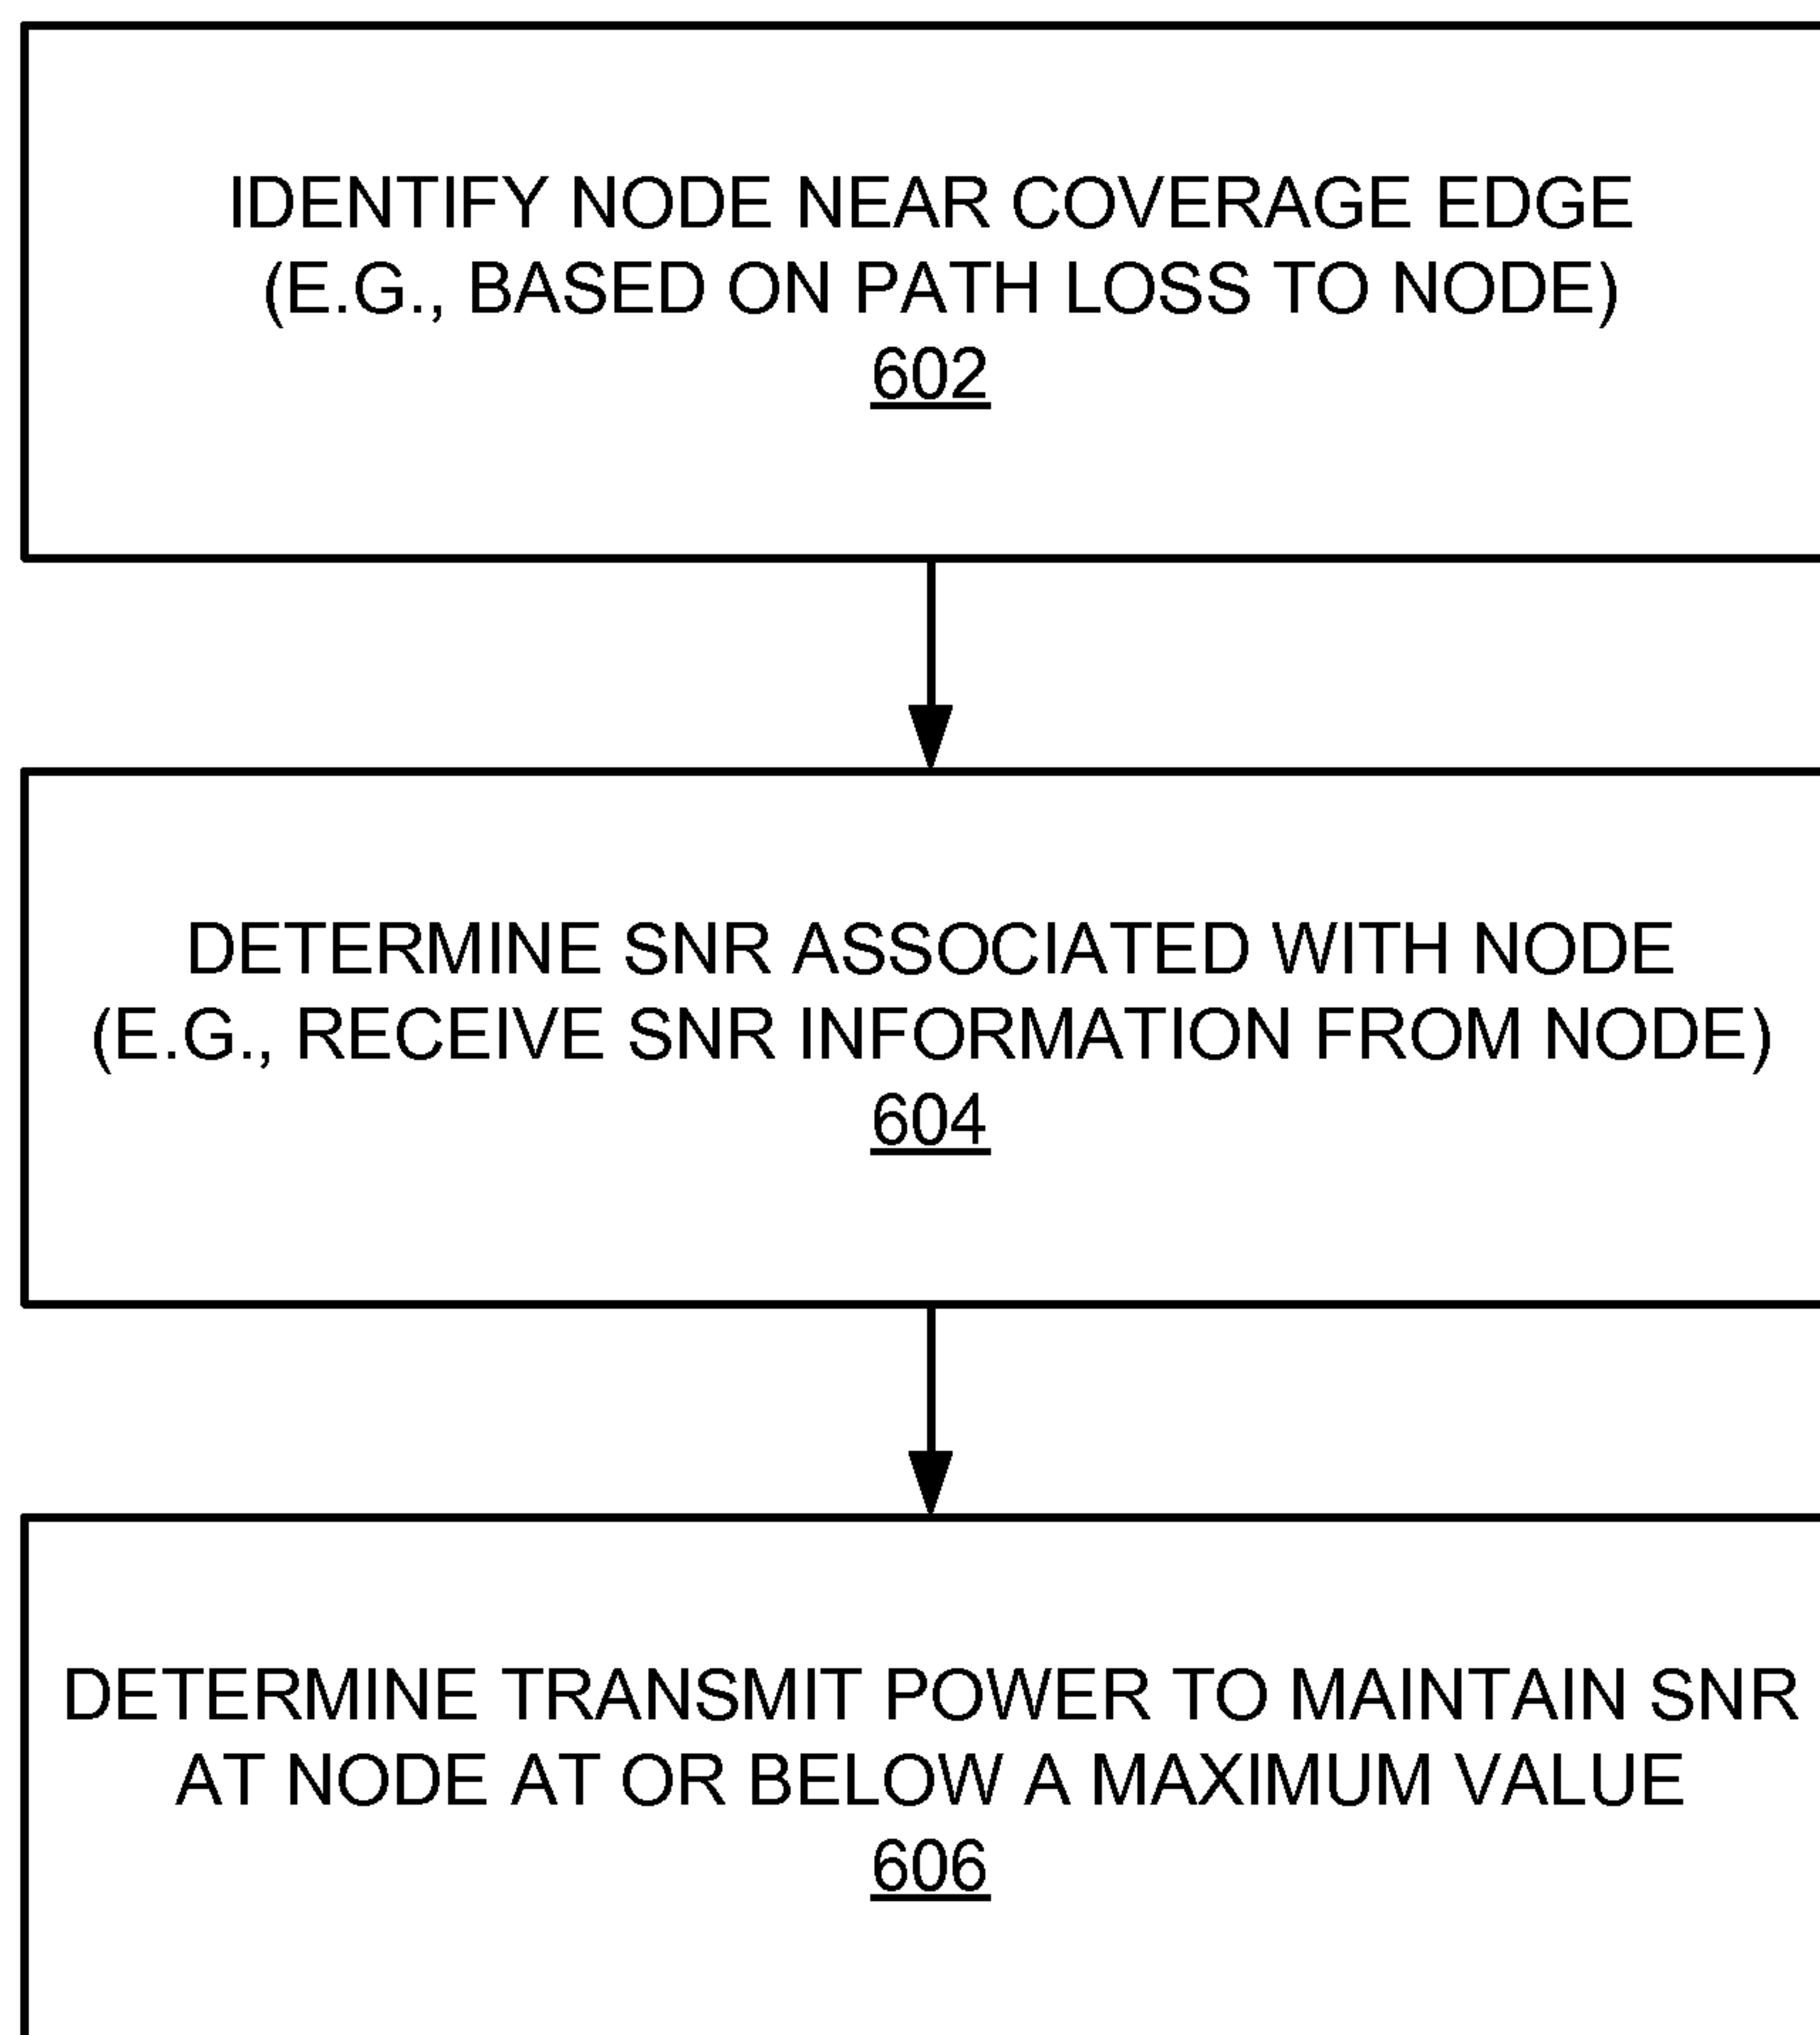 IDENTIFY NODE NEAR COVERAGE EDGE
(E.G., BASED ON PATH LOSS TO NODE)
602
DETERMINE SNR ASSOCIATED WITH NODE
(E.G., RECEIVE SNR INFORMATION FROM NODE)
604
DETERMINE TRANSMIT POWER TO MAINTAIN SNR
AT NODE AT OR BELOW A MAXIMUM VALUE
606